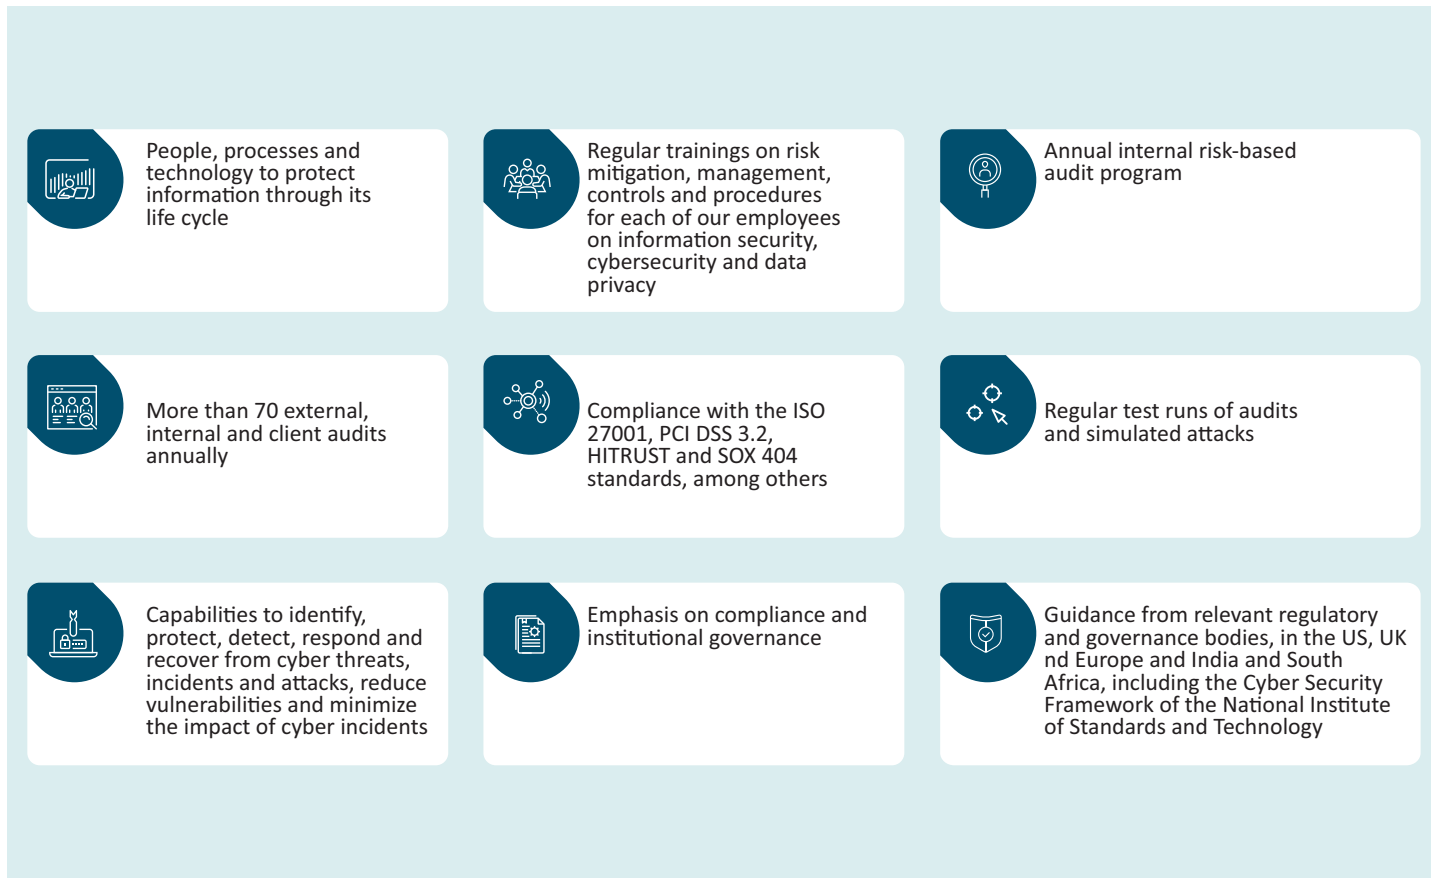 People, processes and
technology to protect
information through its
life cycle
Regular trainings on risk
mitigation, management,
controls and procedures
for each of our employees
on information security,
cybersecurity and data
privacy
Annual internal risk-based
audit program
More than 70 external,
internal and client audits
annually
Compliance with the ISO
27001, PCI DSS 3.2,
HITRUST and SOX 404
standards, among others
Regular test runs of audits
and simulated attacks
Capabilities to identify,
protect, detect, respond and
recover from cyber threats,
incidents and attacks, reduce
vulnerabilities and minimize
the impact of cyber incidents
Emphasis on compliance and
institutional governance
Guidance from relevant regulatory
and governance bodies, in the US, UK
nd Europe and India and South
Africa, including the Cyber Security
Framework of the National Institute
of Standards and Technology